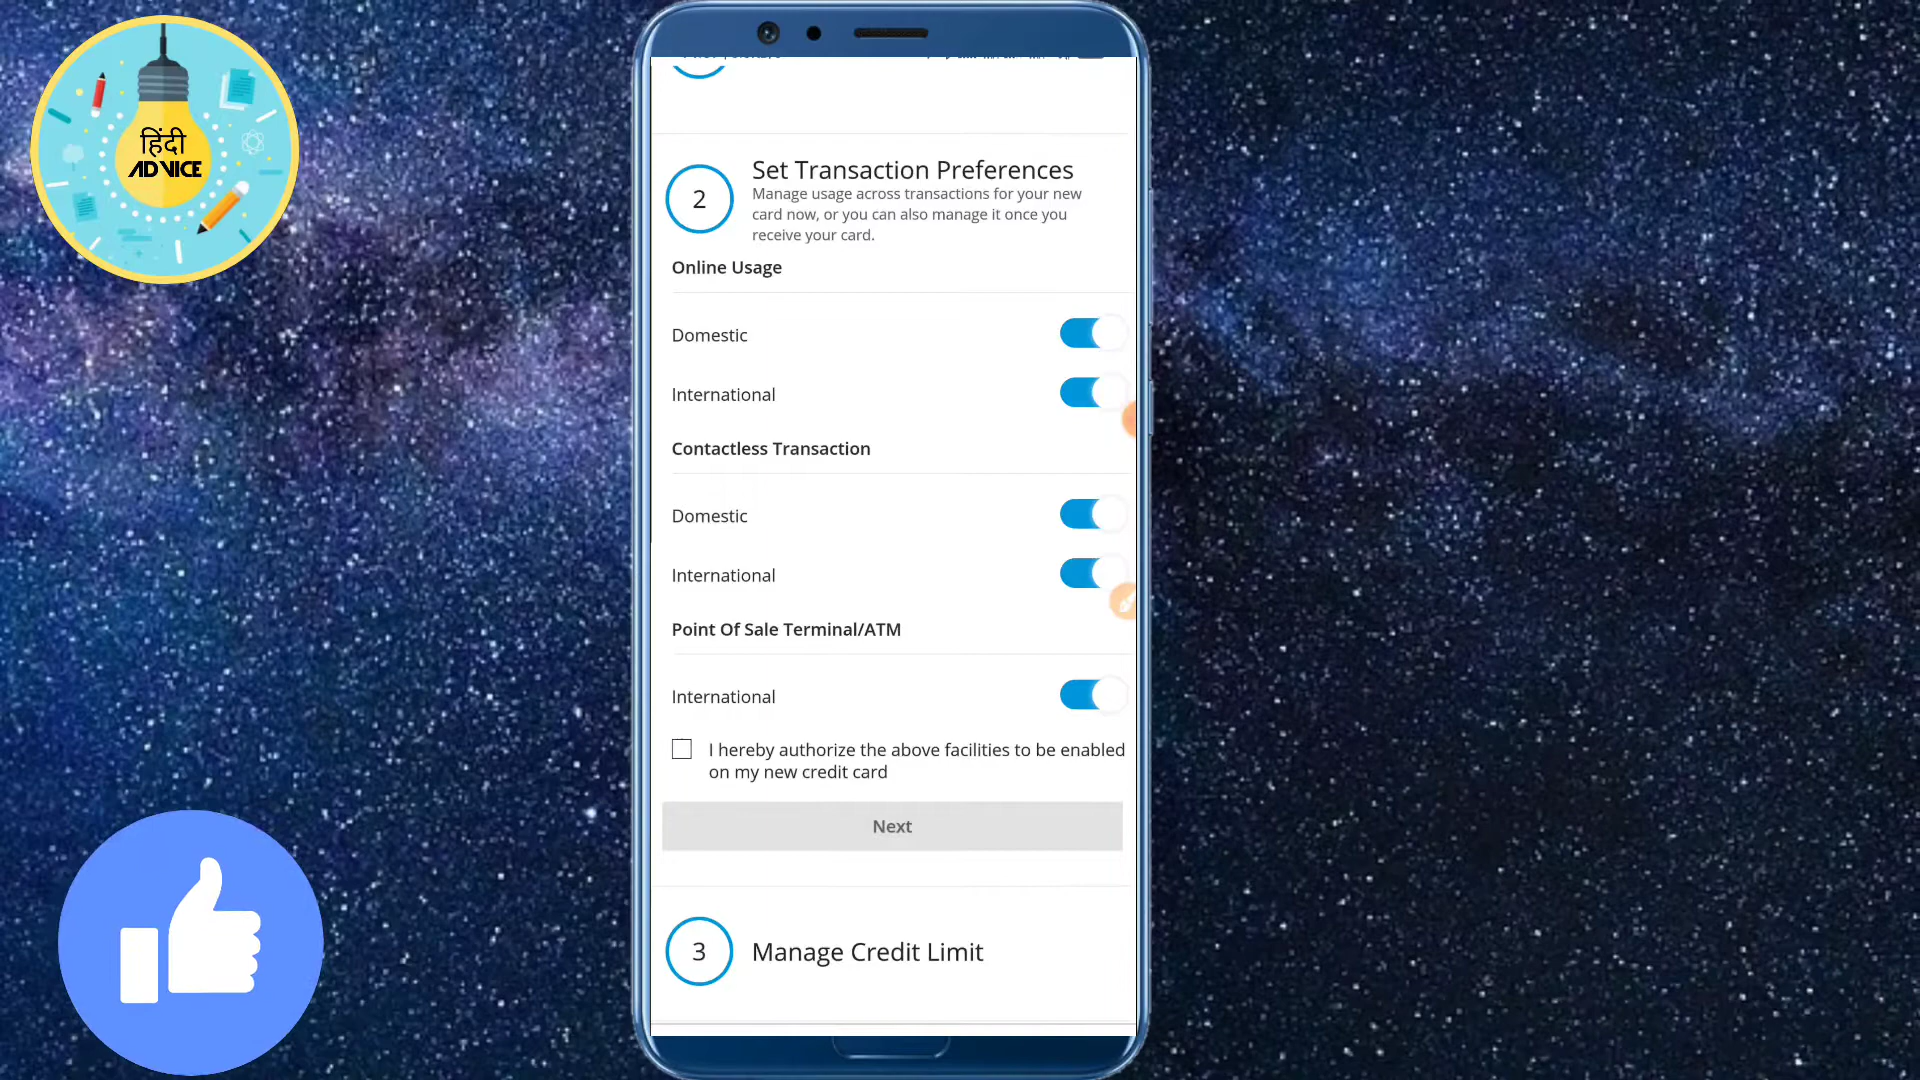 हिंदी
ADVICE
2
Set Transaction Preferences
Manage usage across transactions for your new
card now, or you can also manage it once you
receive your card.
Online Usage
Domestic
International
Contactless Transaction
Domestic
International
Point Of Sale Terminal/ATM
International
I hereby authorize the above facilities to be enabled
on my new credit card
Next
3
Manage Credit Limit